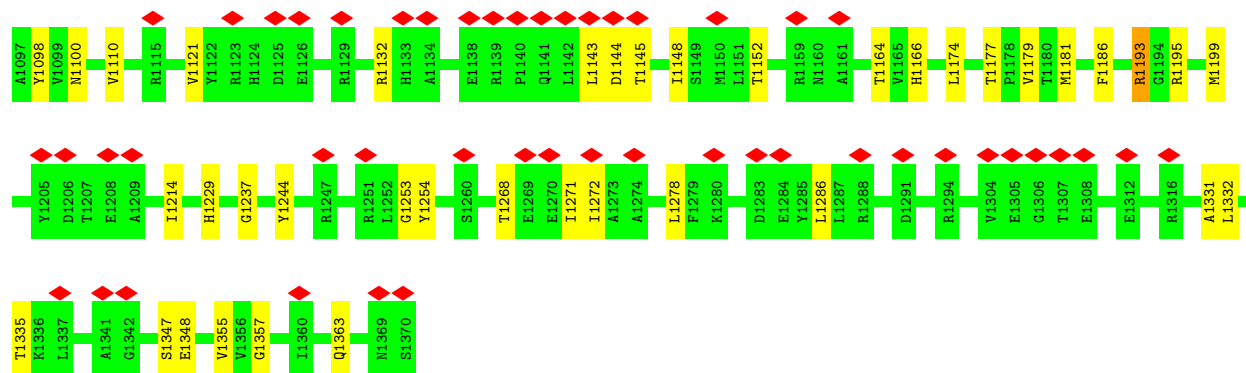 A1097 Y1098 V1099 N1100 V1110 R1115 V1121 Y1122 R1123 H1124 D1125 E1126 R1129 R1132 H1133 A1134 E1138 R1139 P1140 Q1141 L1142 L1143 D1144 T1145 I1148 S1149 M1150 L1151 T1152 R1159 N1160 A1161 T1164 V1165 H1166 L1174 T1177 P1178 V1179 T1180 M1181 F1186 R1193 G1194 R1195 M1199
Y1205 D1206 T1207 E1208 A1209 I1214 H1229 G1237 Y1244 R1247 R1251 L1252 G1253 Y1254 S1260 T1268 E1269 E1270 I1271 I1272 A1273 A1274 L1278 F1279 K1280 D1283 E1284 Y1285 L1286 L1287 R1288 D1291 R1294 V1304 E1305 G1306 T1307 E1308 E1312 R1316 A1331 L1332
T1335 K1336 L1337 A1341 G1342 S1347 E1348 V1355 V1356 G1357 I1360 Q1363 N1369 S1370